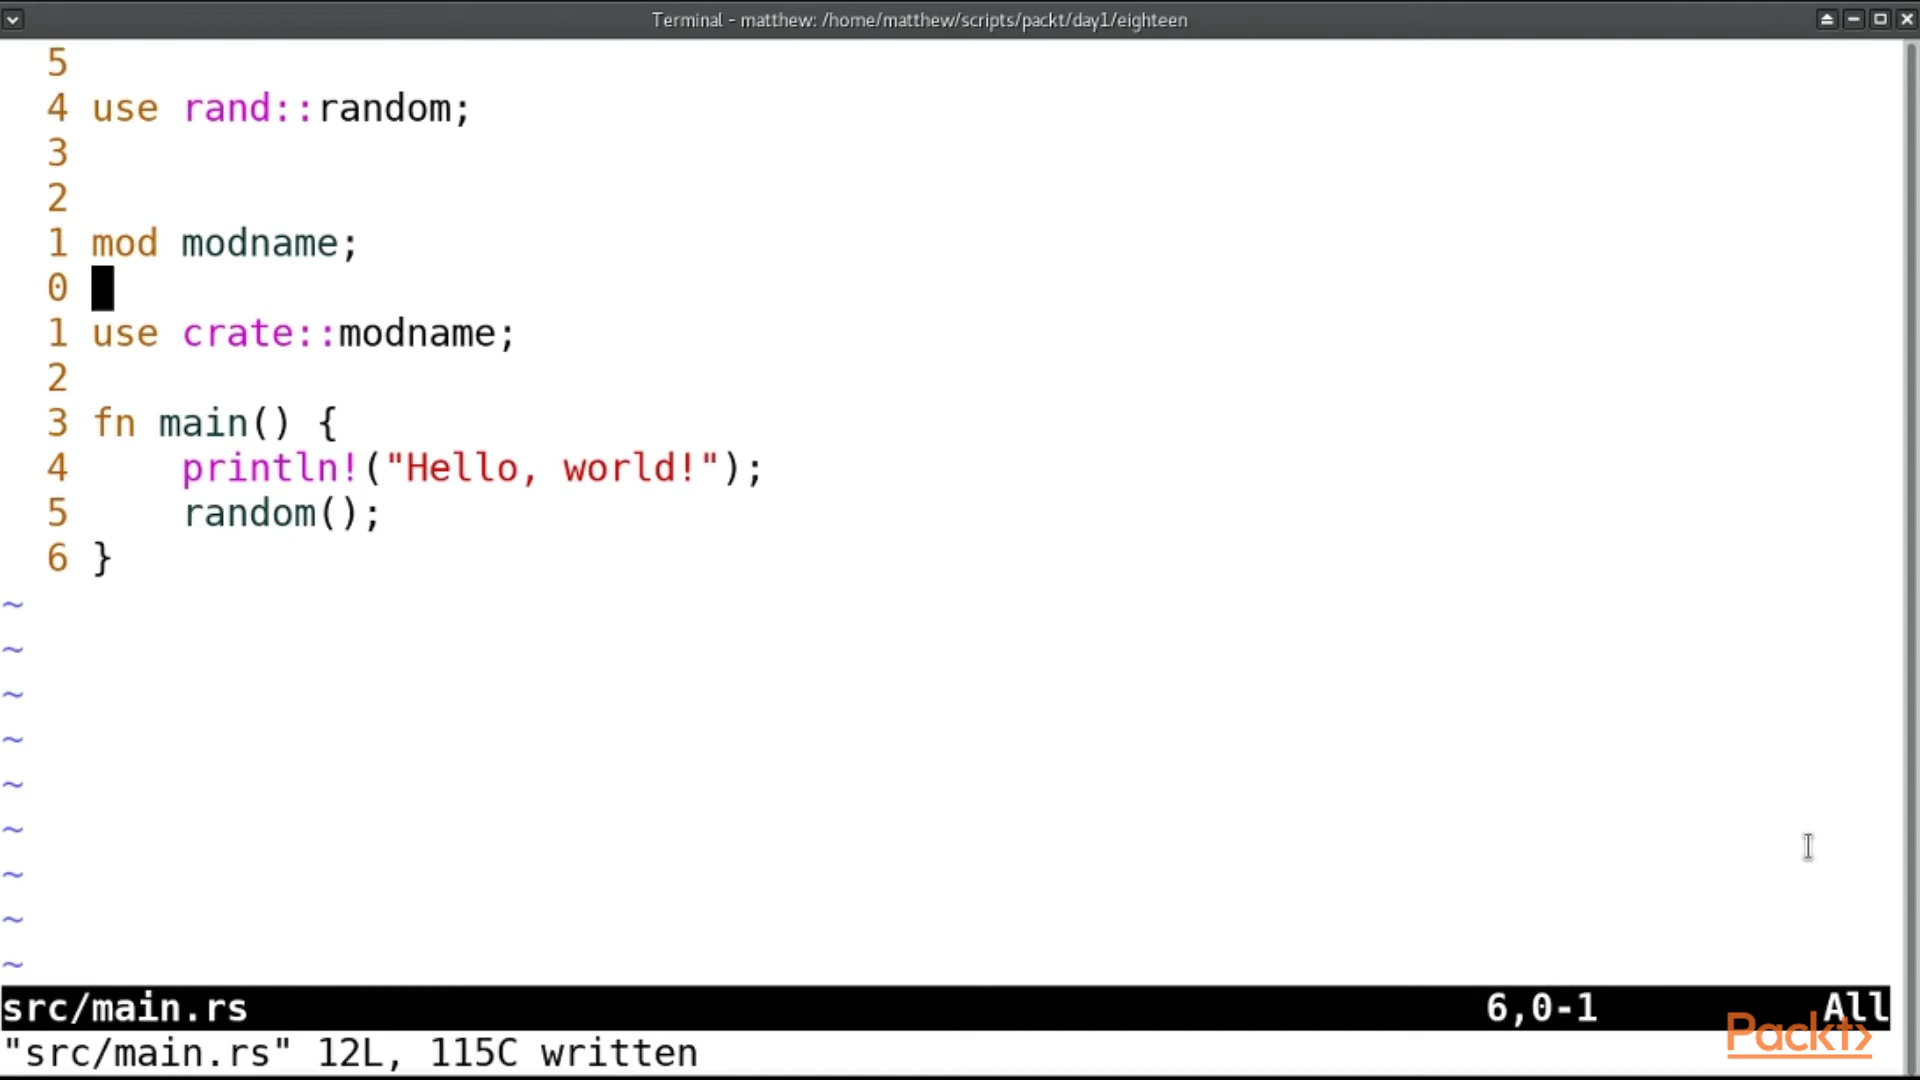 Terminal - matthew: /home/matthew/scripts/packt/day1/eighteen
5
4 use rand::random;
3
2
1 mod modname;
0
1 use crate::modname;
2
3 fn main() {
4     println!("Hello, world!");
5     random();
6 }
~
~
~
~
~
~
~
~
~
src/main.rs 6,0-1 All
"src/main.rs" 12L, 115C written
Packt>